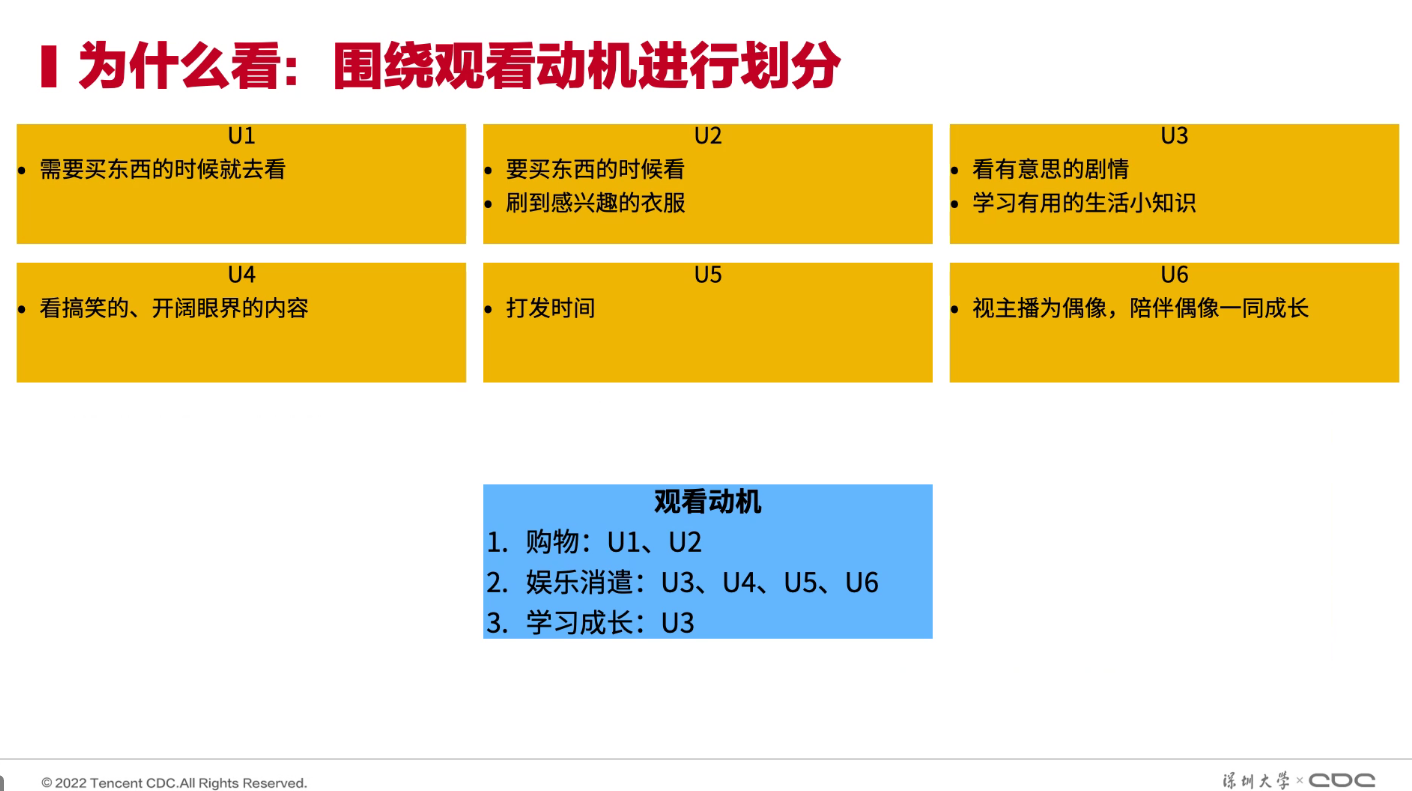 为什么看：围绕观看动机进行划分
U1
• 需要买东西的时候就去看
U2
• 要买东西的时候看
• 刷到感兴趣的衣服
U3
• 看有意思的剧情
• 学习有用的生活小知识
U4
• 看搞笑的、开阔眼界的内容
U5
• 打发时间
U6
• 视主播为偶像，陪伴偶像一同成长
观看动机
1. 购物：U1、U2
2. 娱乐消遣：U3、U4、U5、U6
3. 学习成长：U3
© 2022 Tencent CDC.All Rights Reserved.
深圳大学 × CDC